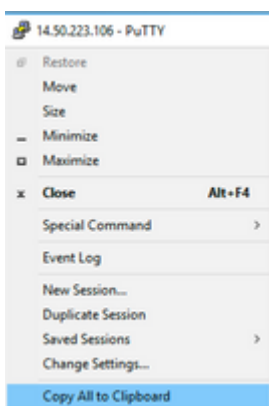 14.50.223.106 - PuTTY
Restore
Move
Size
Minimize
Maximize
Close Alt+F4
Special Command
Event Log
New Session...
Duplicate Session
Saved Sessions
Change Settings...
Copy All to Clipboard